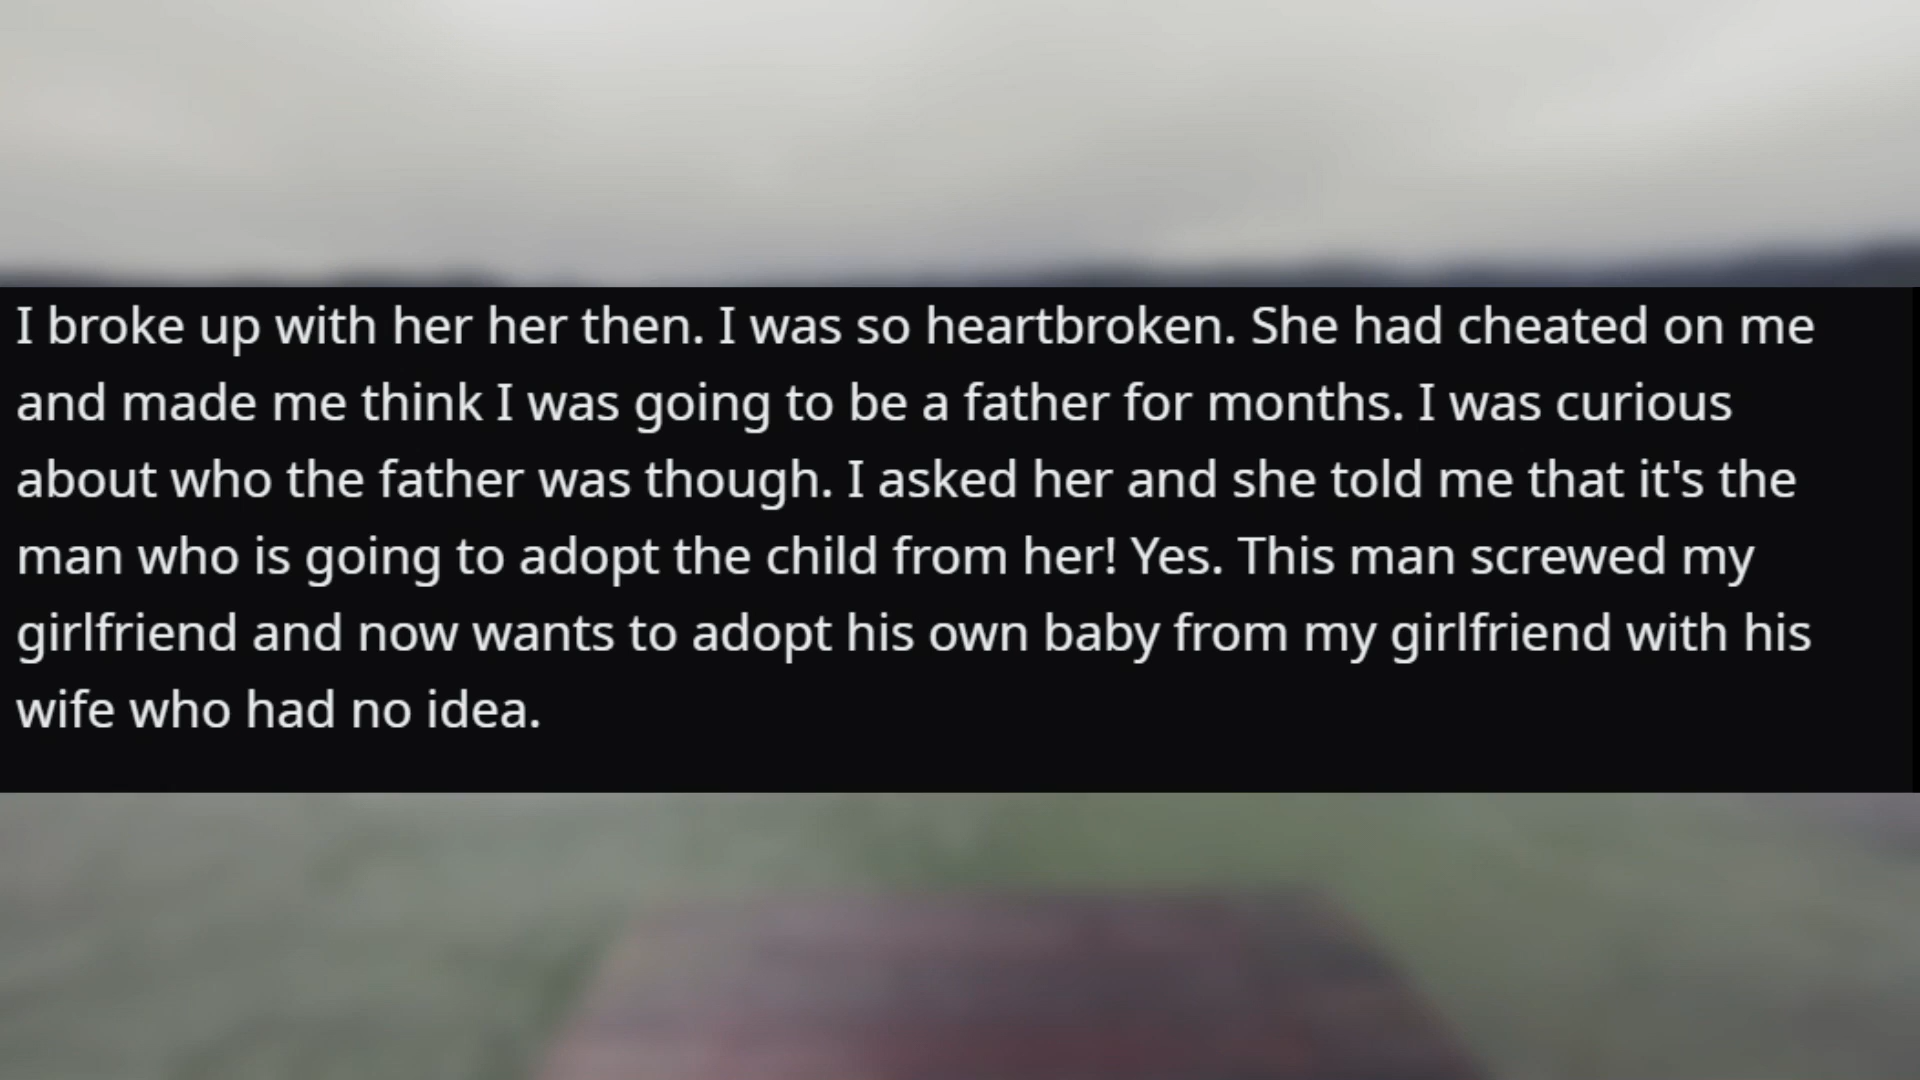 I broke up with her her then. I was so heartbroken. She had cheated on me
and made me think I was going to be a father for months. I was curious
about who the father was though. I asked her and she told me that it's the
man who is going to adopt the child from her! Yes. This man screwed my
girlfriend and now wants to adopt his own baby from my girlfriend with his
wife who had no idea.